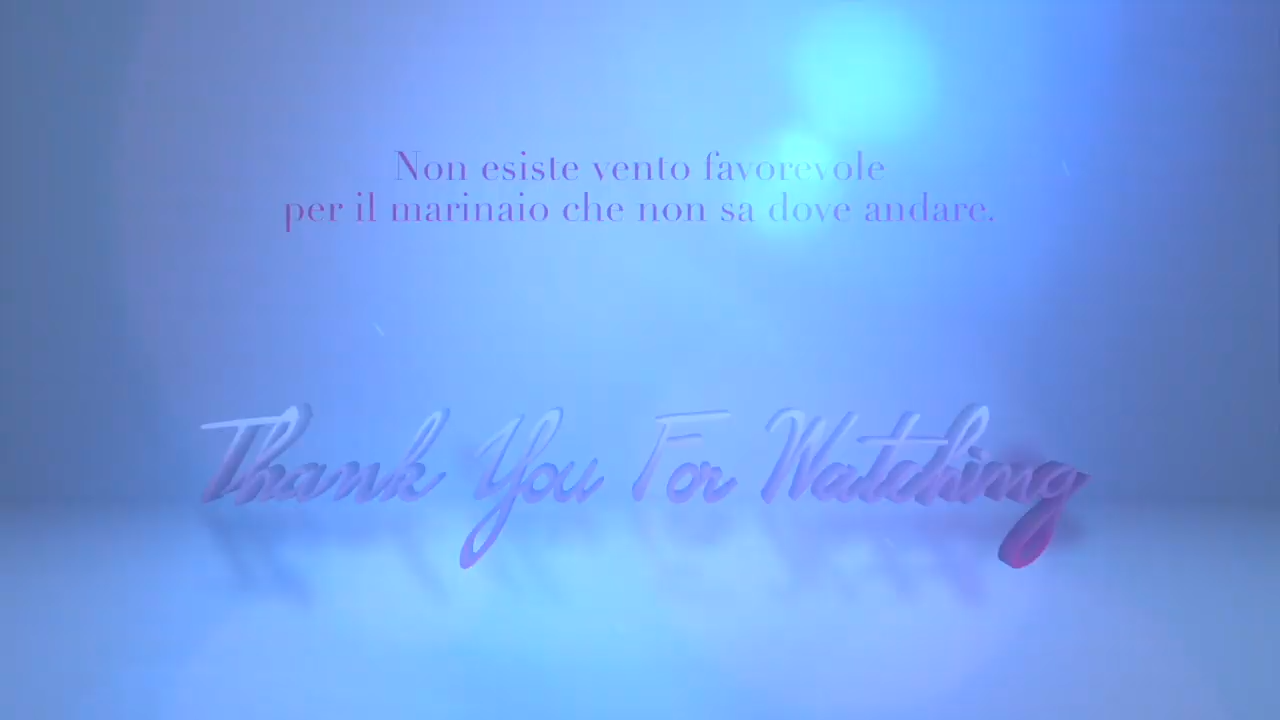 Non esiste vento favorevole
per il marinaio che non sa dove andare.
Thank You For Watching